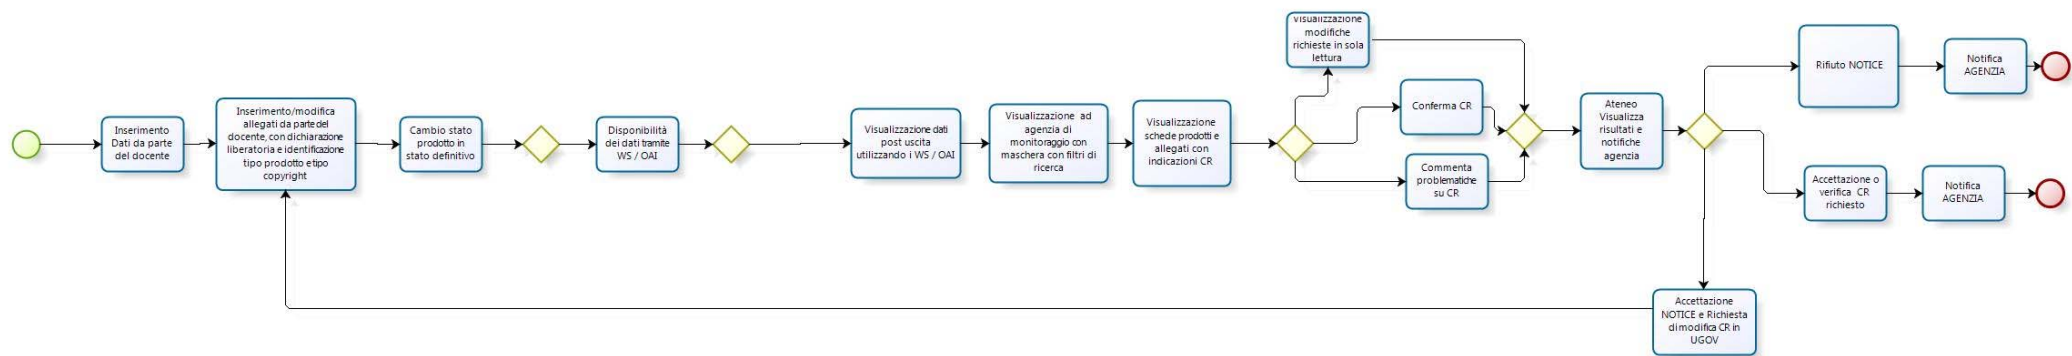 Inserimento
Dati da parte
del docente
Inserimento/modifica
allegati da parte del
docente, con dichiarazione
liberatoria e identificazione
tipo prodotto e tipo
copyright
Cambio stato
prodotto in
stato definitivo
Disponibilità
dei dati tramite
WS / OAI
Visualizzazione dati
post uscita
utilizzando i WS / OAI
Visualizzazione ad
agenzia di
monitoraggio con
maschera con filtri di
ricerca
Visualizzazione
schede prodotti e
allegati con
indicazioni CR
visualizzazione
modifiche
richieste in sola
lettura
Conferma CR
Commenta
problematiche
su CR
Ateneo
Visualizza
risultati e
notifiche
agenzia
Rifiuto NOTICE
Notifica
AGENZIA
Accettazione o
verifica CR
richiesto
Notifica
AGENZIA
Accettazione
NOTICE e Richiesta
di modifica CR in
UGOV